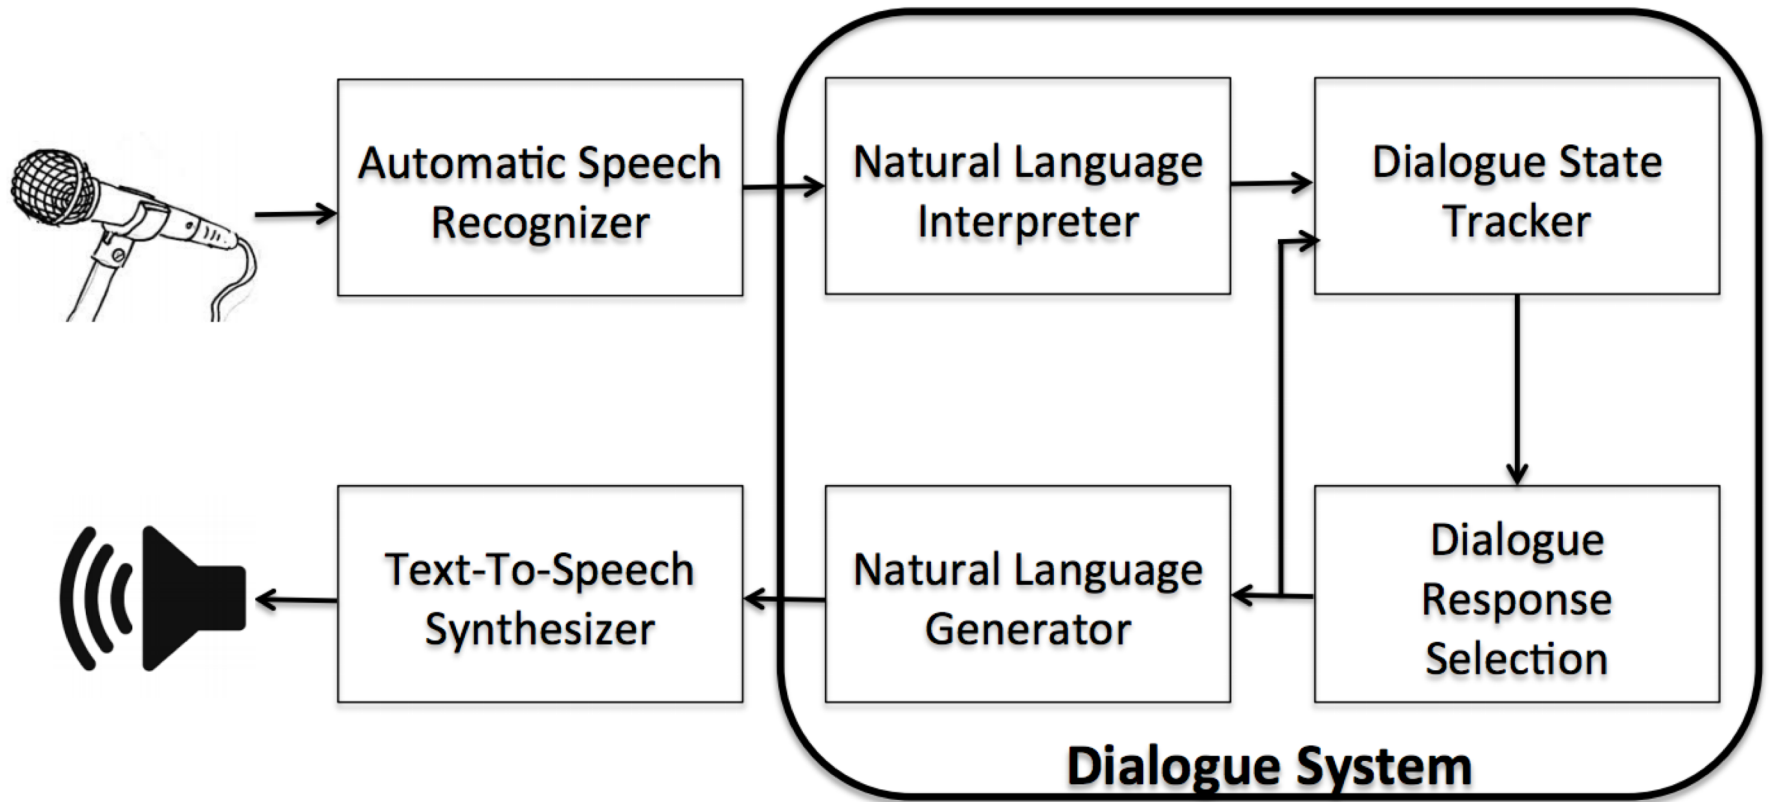 Automatic Speech
Recognizer
Natural Language
Interpreter
Dialogue State
Tracker
Text-To-Speech
Synthesizer
Natural Language
Generator
Dialogue
Response
Selection
Dialogue System